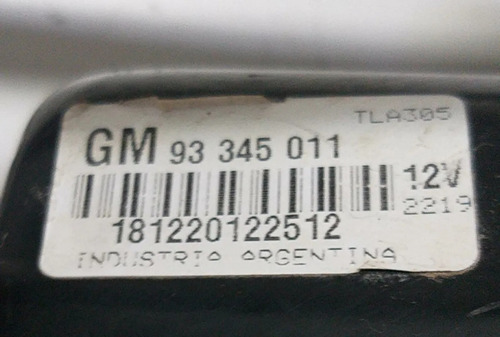 TLA305
GM 93 345 011
12V
2219
181220122512
INDUSTRIA ARGENTINA